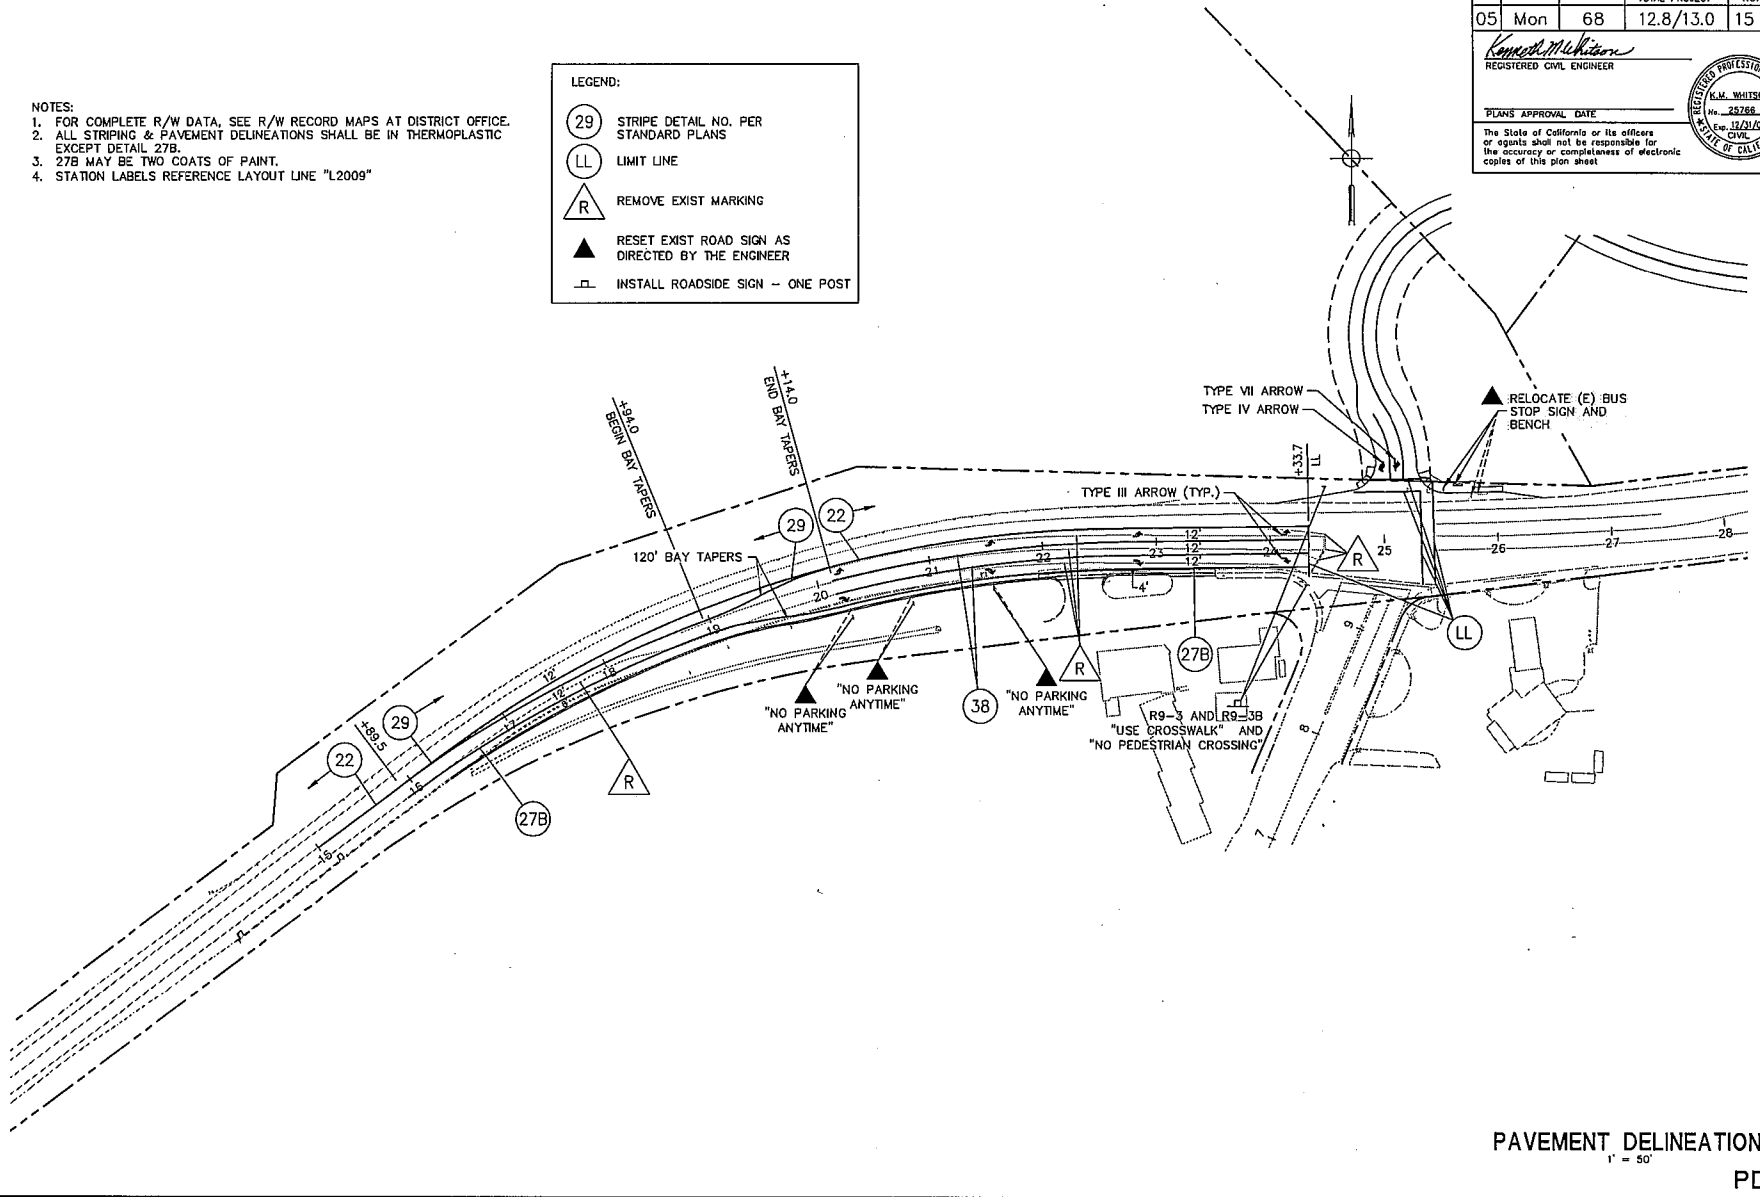 05 Mon 68 12.8/13.0 15
REGISTERED CIVIL ENGINEER
PLANS APPROVAL DATE
The State of California or its officers
or agents shall not be responsible for
the accuracy or completeness of electronic
copies of this plan sheet
K.M. WHITSO
No. 25766
Exp. 12/31/0
CIVIL
NOTES:
1. FOR COMPLETE R/W DATA, SEE R/W RECORD MAPS AT DISTRICT OFFICE.
2. ALL STRIPING & PAVEMENT DELINEATIONS SHALL BE IN THERMOPLASTIC
EXCEPT DETAIL 27B.
3. 27B MAY BE TWO COATS OF PAINT.
4. STATION LABELS REFERENCE LAYOUT LINE "L2009"
LEGEND:
29 STRIPE DETAIL NO. PER
STANDARD PLANS
LL LIMIT LINE
R REMOVE EXIST MARKING
RESET EXIST ROAD SIGN AS
DIRECTED BY THE ENGINEER
INSTALL ROADSIDE SIGN – ONE POST
+94.0
BEGIN BAY TAPERS
+14.0
END BAY TAPERS
TYPE VII ARROW
TYPE IV ARROW
RELOCATE (E) BUS
STOP SIGN AND
BENCH
+33.7
LL
TYPE III ARROW (TYP.)
29
22
120' BAY TAPERS
12'
12'
12'
20
21
22
23
24
25
26
27
28
R
4'
19
18
17
16
15
12'
12'
8'
+89.5
29
22
27B
R
"NO PARKING
ANYTIME"
"NO PARKING
ANYTIME"
38
"NO PARKING
ANYTIME"
R
27B
LL
R9-3 AND R9-3B
"USE CROSSWALK" AND
"NO PEDESTRIAN CROSSING"
9
8
7
PAVEMENT DELINEATION
1" = 50'
PD